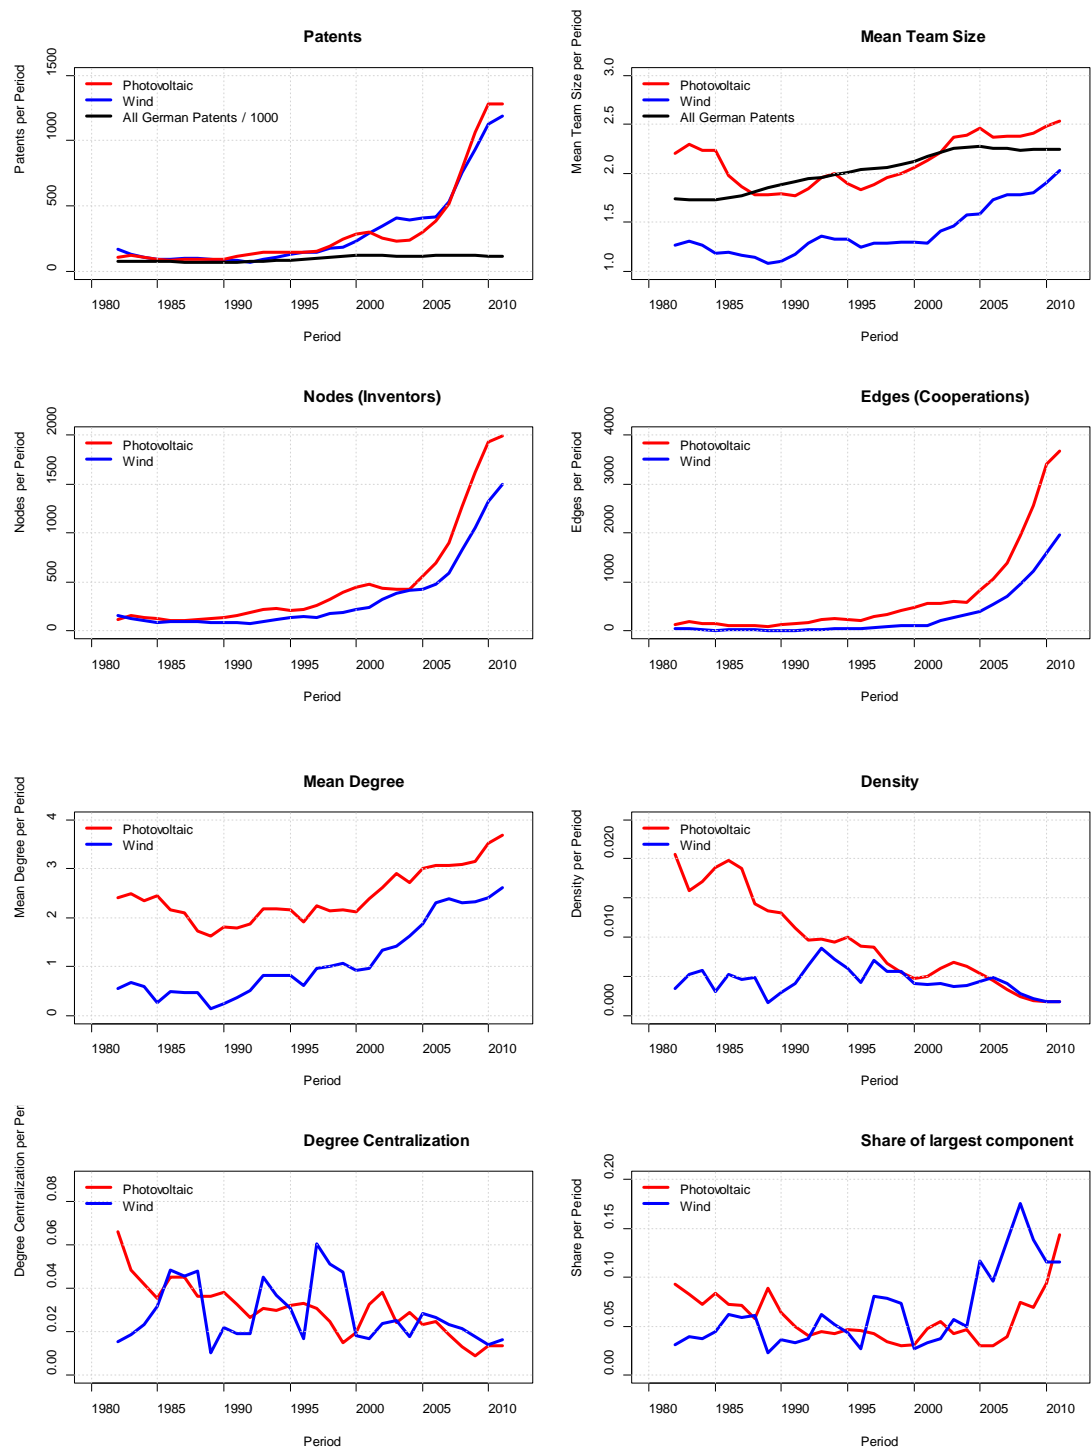 Patents
Patents per Period
1500
1000
500
0
Photovoltaic
Wind
All German Patents / 1000
1980 1985 1990 1995 2000 2005 2010
Period
Mean Team Size
Mean Team Size per Period
3.0
2.5
2.0
1.5
1.0
Photovoltaic
Wind
All German Patents
1980 1985 1990 1995 2000 2005 2010
Period
Nodes (Inventors)
Nodes per Period
2000
1500
1000
500
0
Photovoltaic
Wind
1980 1985 1990 1995 2000 2005 2010
Period
Edges (Cooperations)
Edges per Period
4000
3000
2000
1000
0
Photovoltaic
Wind
1980 1985 1990 1995 2000 2005 2010
Period
Mean Degree
Mean Degree per Period
4
3
2
1
0
Photovoltaic
Wind
1980 1985 1990 1995 2000 2005 2010
Period
Density
Density per Period
0.020
0.010
0.000
Photovoltaic
Wind
1980 1985 1990 1995 2000 2005 2010
Period
Degree Centralization
Degree Centralization per Per
0.08
0.06
0.04
0.02
0.00
Photovoltaic
Wind
1980 1985 1990 1995 2000 2005 2010
Period
Share of largest component
Share per Period
0.20
0.15
0.10
0.05
0.00
Photovoltaic
Wind
1980 1985 1990 1995 2000 2005 2010
Period